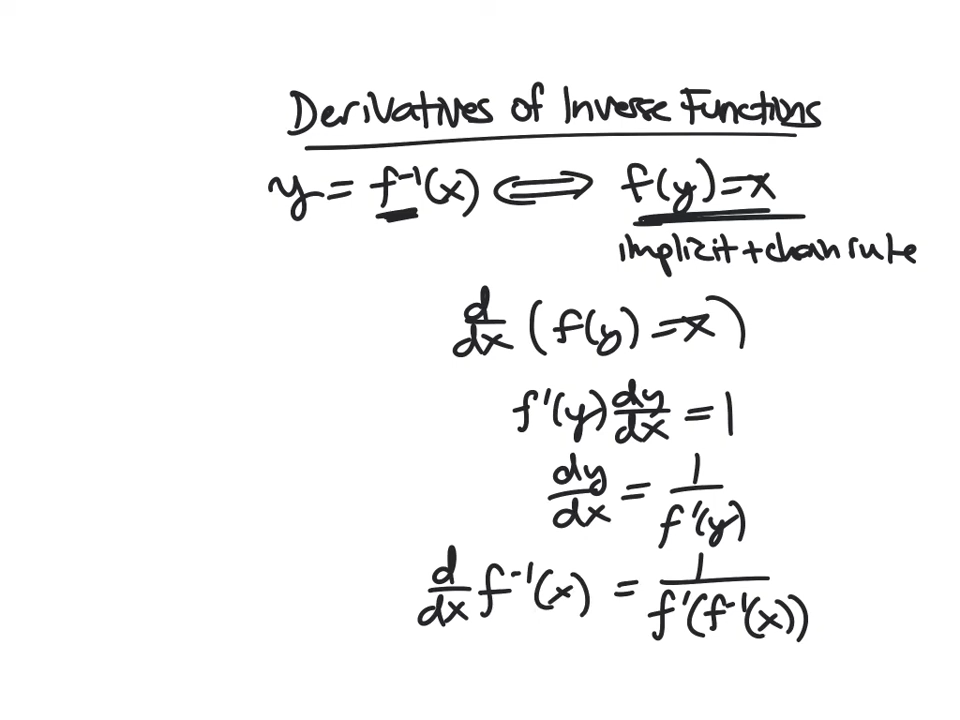 Derivatives of Inverse Functions
y = f⁻¹(x) ⟺ f(y) = x
implicit + chain rule
d/dx (f(y) = x)
f'(y) dy/dx = 1
dy/dx = 1/f'(y)
d/dx f⁻¹(x) = 1/f'(f⁻¹(x))